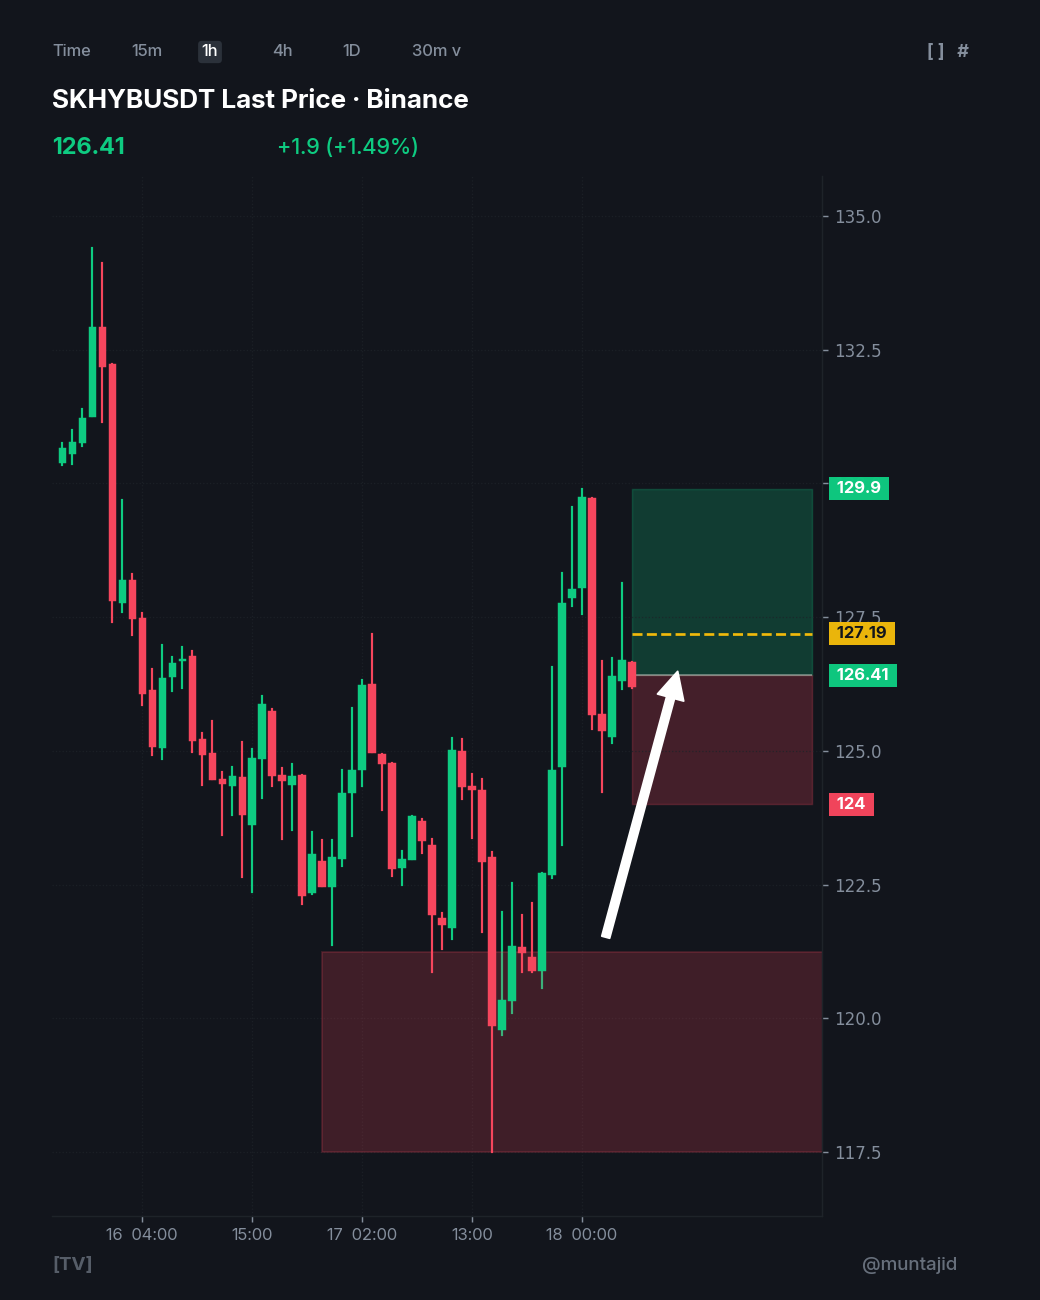 Time 15m 1h 4h 1D 30m v [ ] #
SKHYBUSDT Last Price · Binance
126.41 +1.9 (+1.49%)
135.0
132.5
129.9
127.5
127.19
126.41
125.0
124
122.5
120.0
117.5
16 04:00 15:00 17 02:00 13:00 18 00:00
[TV] @muntajid